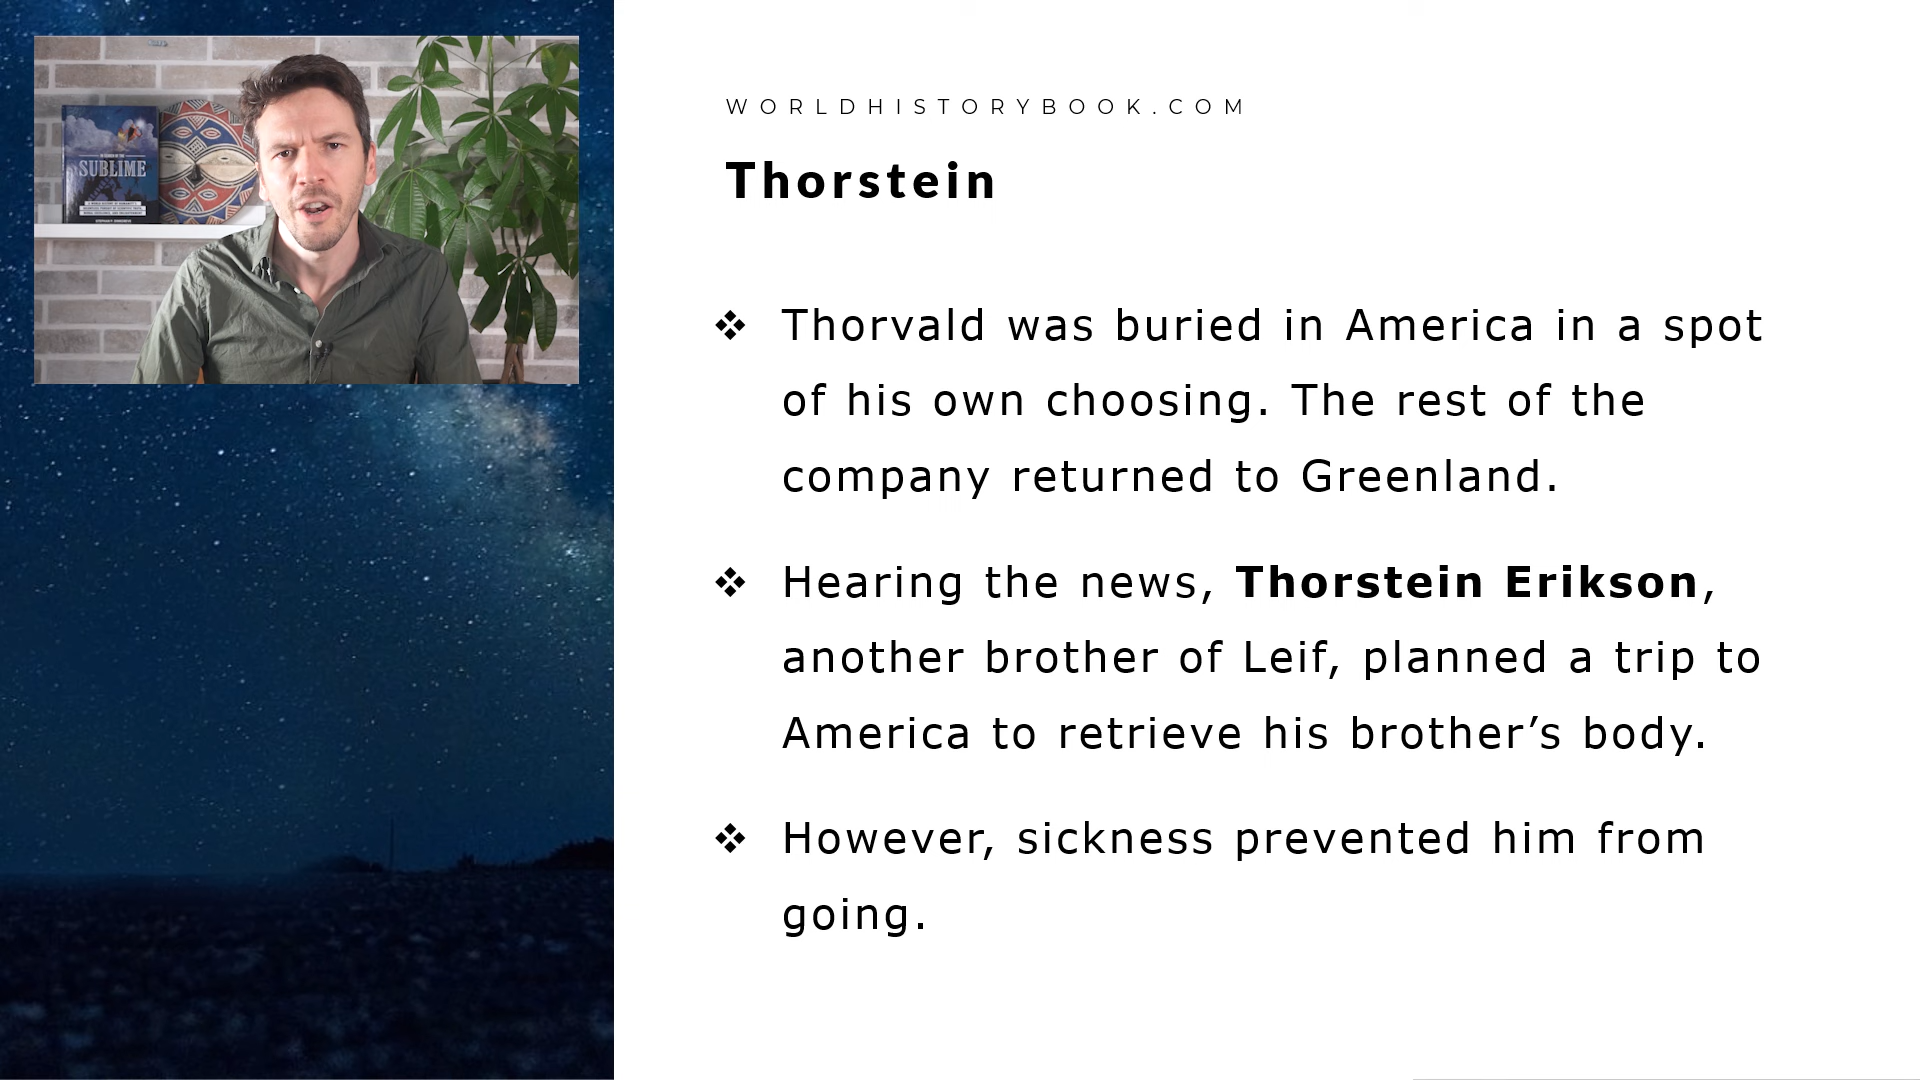 SUBLIME
WORLDHISTORYBOOK.COM
Thorstein
❖ Thorvald was buried in America in a spot
of his own choosing. The rest of the
company returned to Greenland.
❖ Hearing the news, Thorstein Erikson,
another brother of Leif, planned a trip to
America to retrieve his brother’s body.
❖ However, sickness prevented him from
going.